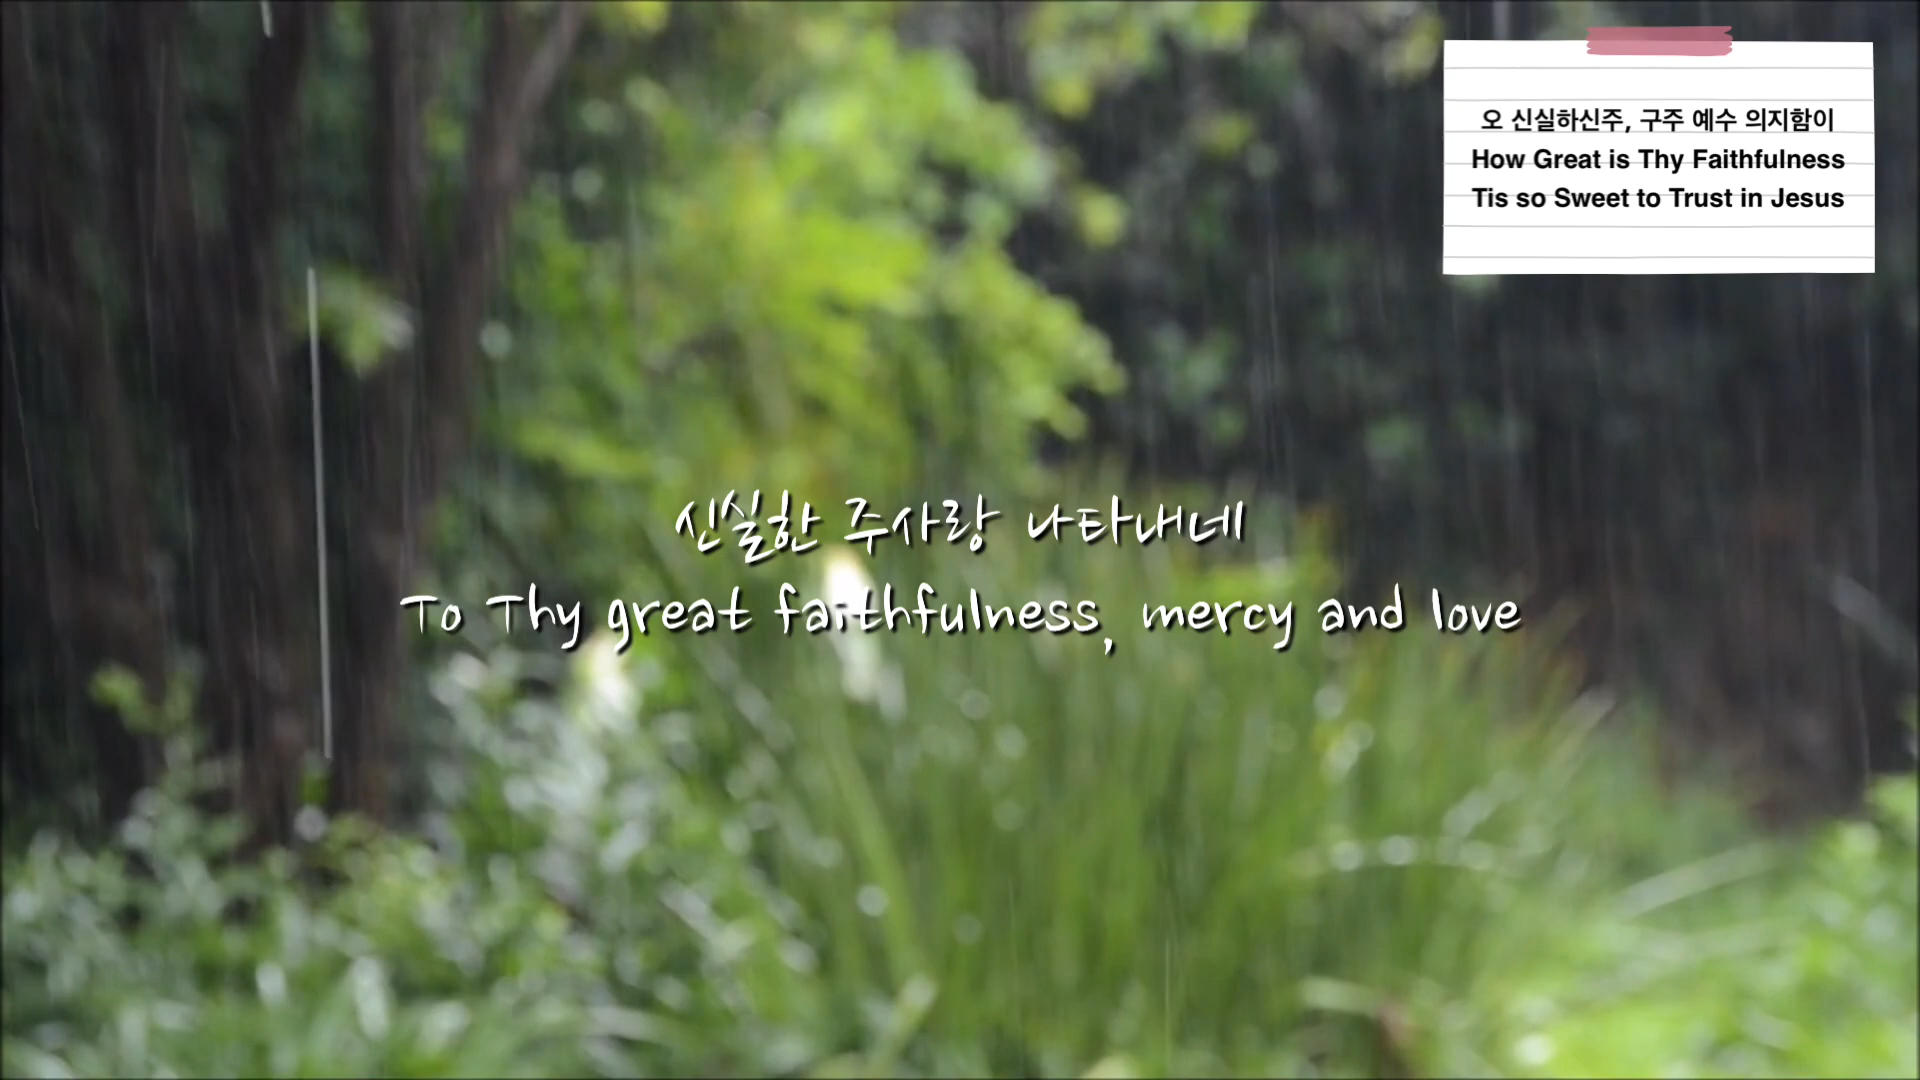 오 신실하신주, 구주 예수 의지함이
How Great is Thy Faithfulness
Tis so Sweet to Trust in Jesus
신실한 주사랑 나타내네
To Thy great faithfulness, mercy and love